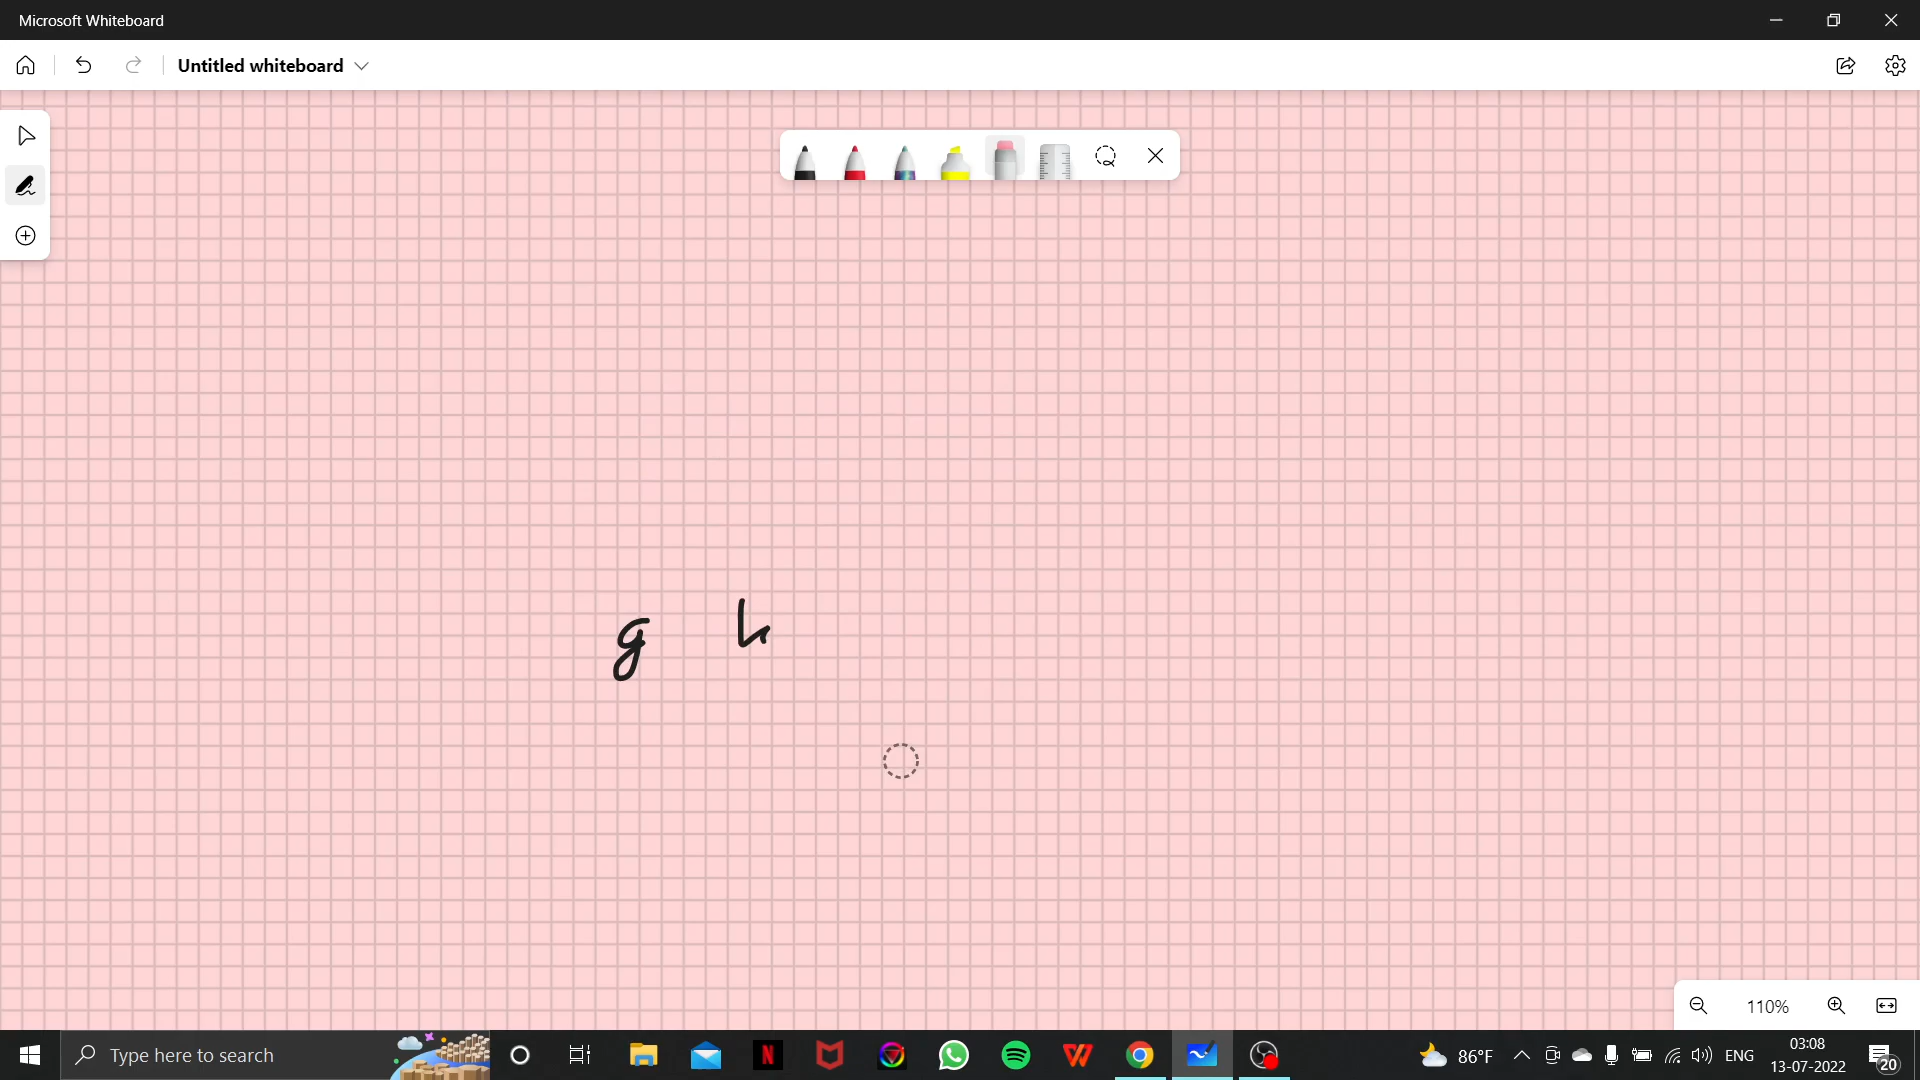 Microsoft Whiteboard
Untitled whiteboard
g h
110%
Type here to search
86°F
ENG
03:08
13-07-2022
20